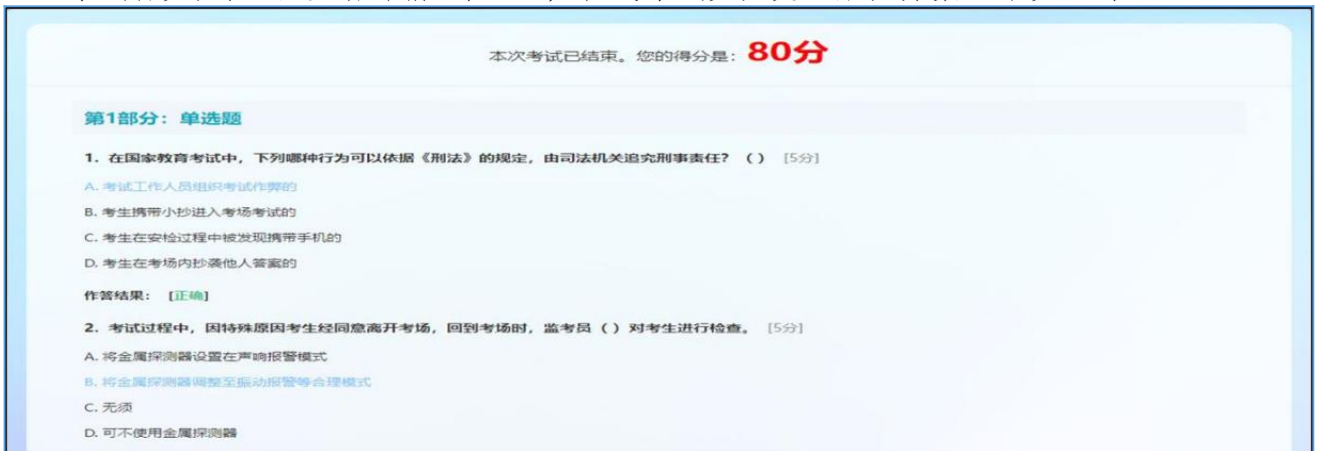 本次考试已结束。您的得分是：80分
第1部分：单选题
1. 在国家教育考试中，下列哪种行为可以依据《刑法》的规定，由司法机关追究刑事责任？（ ） [5分]
A. 考试工作人员组织考试作弊的
B. 考生携带小抄进入考场考试的
C. 考生在安检过程中被发现携带手机的
D. 考生在考场内抄袭他人答案的
作答结果： [正确]
2. 考试过程中，因特殊原因考生经同意离开考场，回到考场时，监考员（ ）对考生进行检查。 [5分]
A. 将金属探测器设置在声响报警模式
B. 将金属探测器调整至振动报警等合理模式
C. 无须
D. 可不使用金属探测器